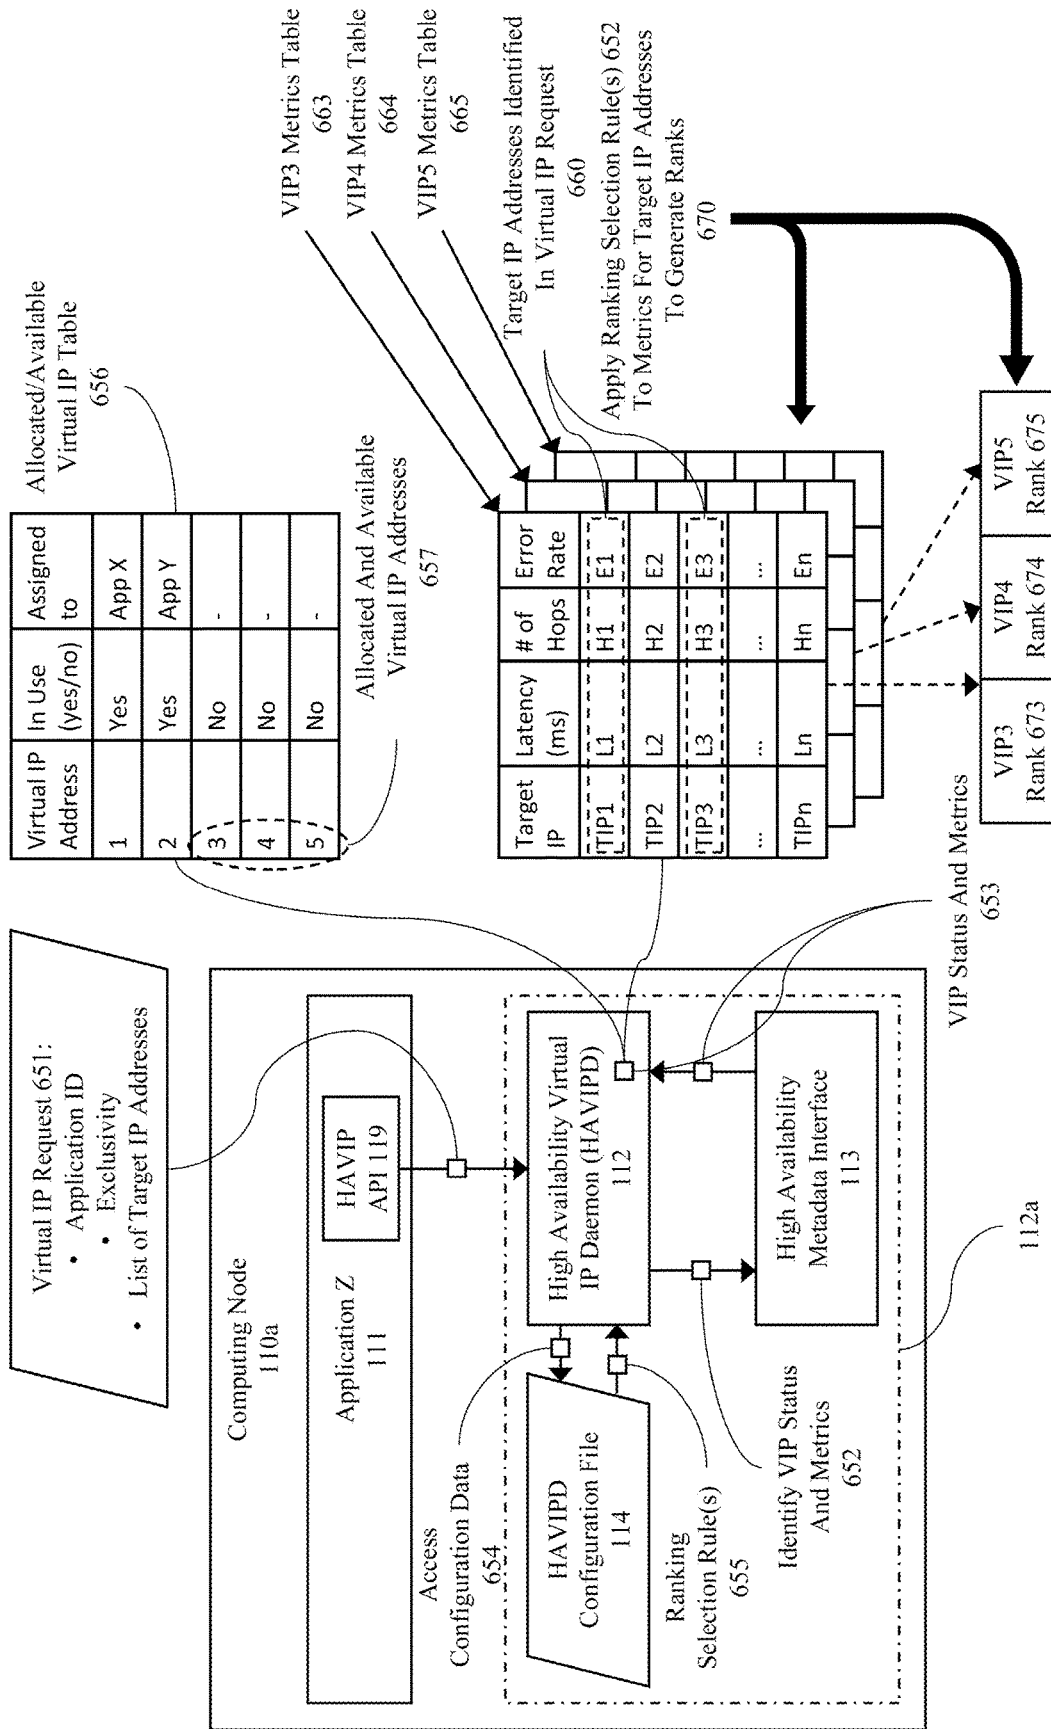 Virtual IP Request 651:
• Application ID
• Exclusivity
• List of Target IP Addresses
Computing Node
110a
Application Z
111
HAVIP
API 119
Access
Configuration Data
654
HAVIPD
Configuration File
114
High Availability Virtual
IP Daemon (HAVIPD)
112
Ranking
Selection Rule(s)
655
Identify VIP Status
And Metrics
652
High Availability
Metadata Interface
113
112a
VIP Status And Metrics
653
Allocated/Available
Virtual IP Table
656
Virtual IP Address | In Use (yes/no) | Assigned to
1 | Yes | App X
2 | Yes | App Y
3 | No | -
4 | No | -
5 | No | -
Allocated And Available
Virtual IP Addresses
657
VIP3 Metrics Table
663
VIP4 Metrics Table
664
VIP5 Metrics Table
665
Target IP Addresses Identified
In Virtual IP Request
660
Apply Ranking Selection Rule(s) 652
To Metrics For Target IP Addresses
To Generate Ranks
670
Target IP | Latency (ms) | # of Hops | Error Rate
TIP1 | L1 | H1 | E1
TIP2 | L2 | H2 | E2
TIP3 | L3 | H3 | E3
... | ... | ... | ...
TIPn | Ln | Hn | En
VIP3
Rank 673
VIP4
Rank 674
VIP5
Rank 675